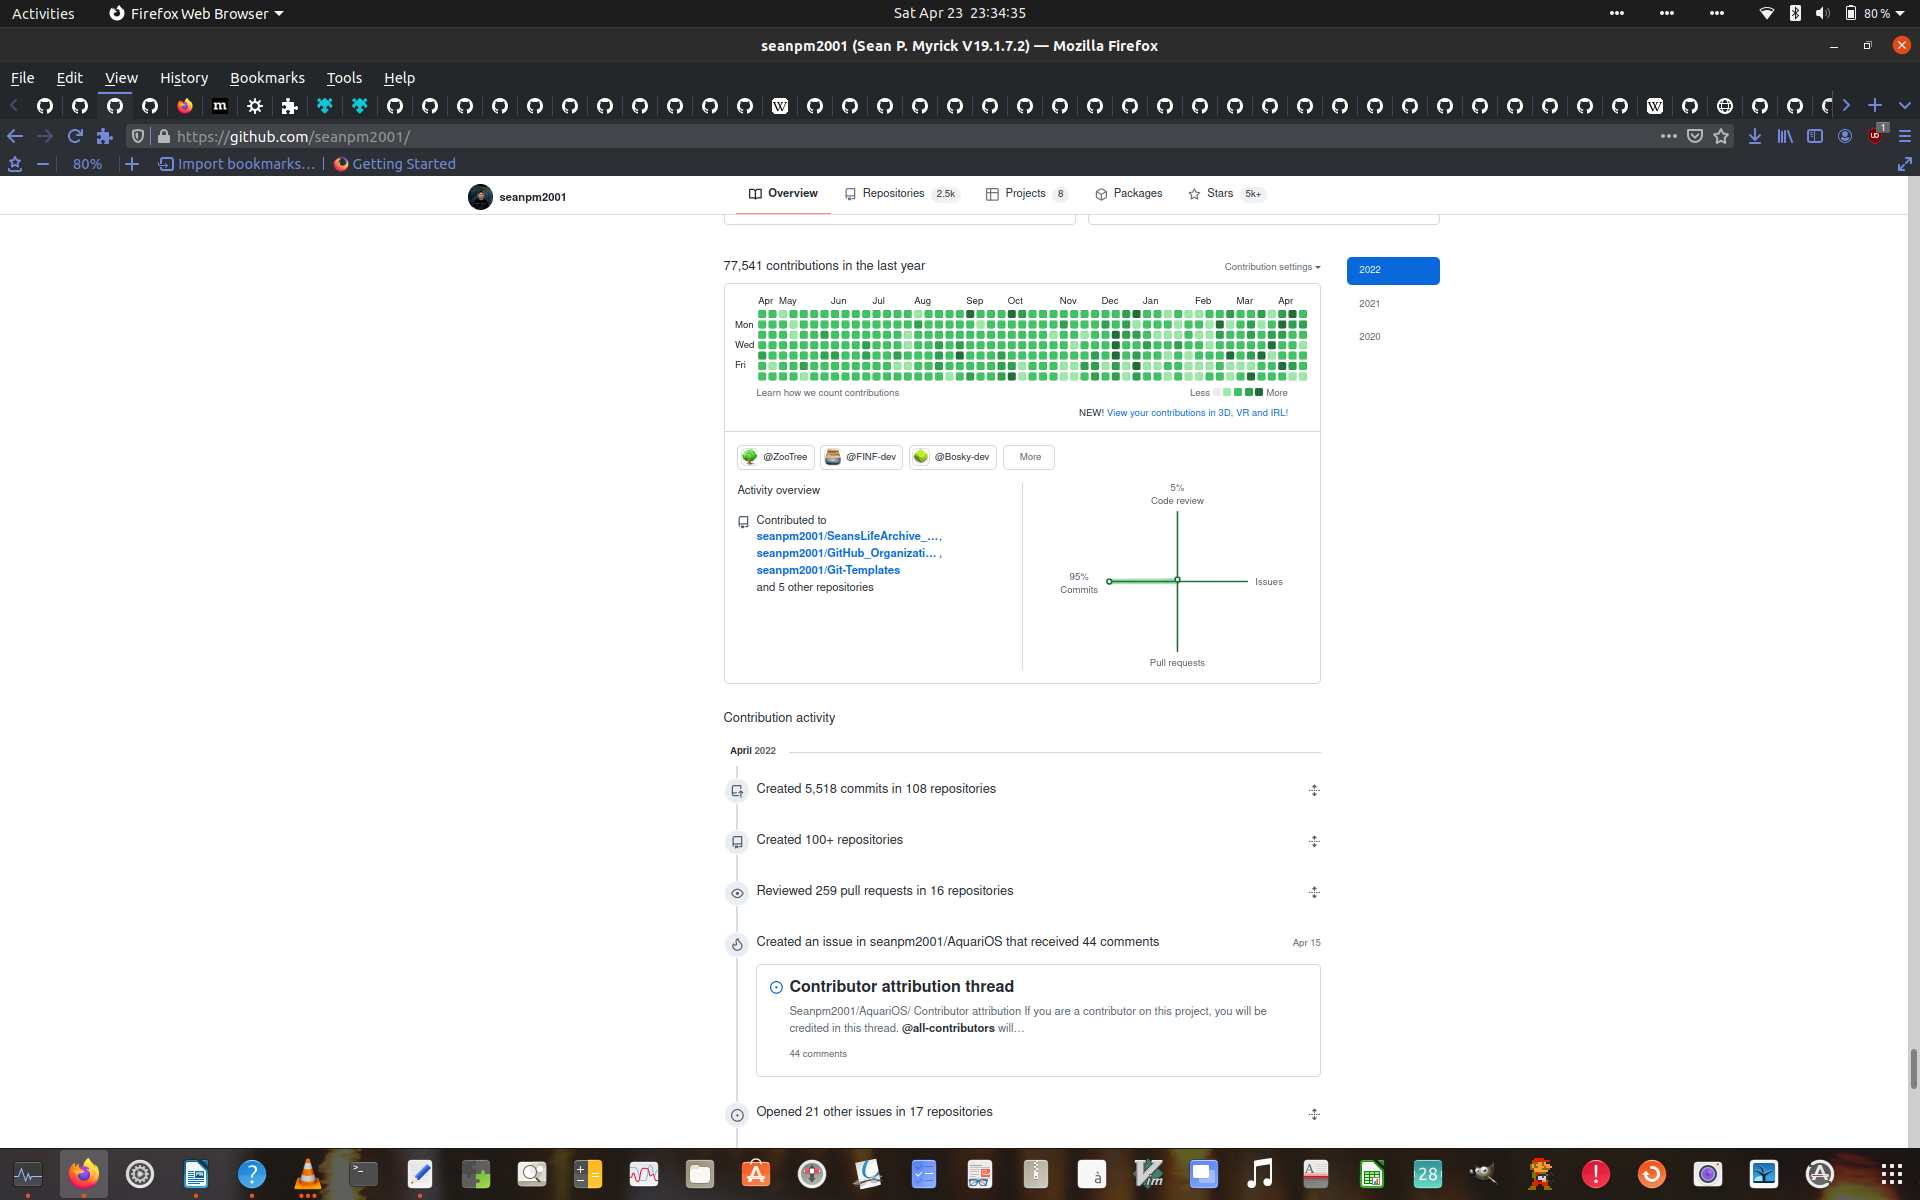 Activities
Firefox Web Browser
Sat Apr 23 23:34:35
80 %
seanpm2001 (Sean P. Myrick V19.1.7.2) — Mozilla Firefox
File Edit View History Bookmarks Tools Help
https://github.com/seanpm2001/
1
80%
Import bookmarks...
Getting Started
seanpm2001
Overview
Repositories 2.5k
Projects 8
Packages
Stars 5k+
77,541 contributions in the last year
Contribution settings
2022
2021
2020
Apr May Jun Jul Aug Sep Oct Nov Dec Jan Feb Mar Apr
Mon
Wed
Fri
Learn how we count contributions
Less More
NEW! View your contributions in 3D, VR and IRL!
@ZooTree
@FINF-dev
@Bosky-dev
More
Activity overview
Contributed to
seanpm2001/SeansLifeArchive_… ,
seanpm2001/GitHub_Organizati… ,
seanpm2001/Git-Templates
and 5 other repositories
5%
Code review
95%
Commits
Issues
Pull requests
Contribution activity
April 2022
Created 5,518 commits in 108 repositories
Created 100+ repositories
Reviewed 259 pull requests in 16 repositories
Created an issue in seanpm2001/AquariOS that received 44 comments
Apr 15
Contributor attribution thread
Seanpm2001/AquariOS/ Contributor attribution If you are a contributor on this project, you will be
credited in this thread. @all-contributors will…
44 comments
Opened 21 other issues in 17 repositories
28